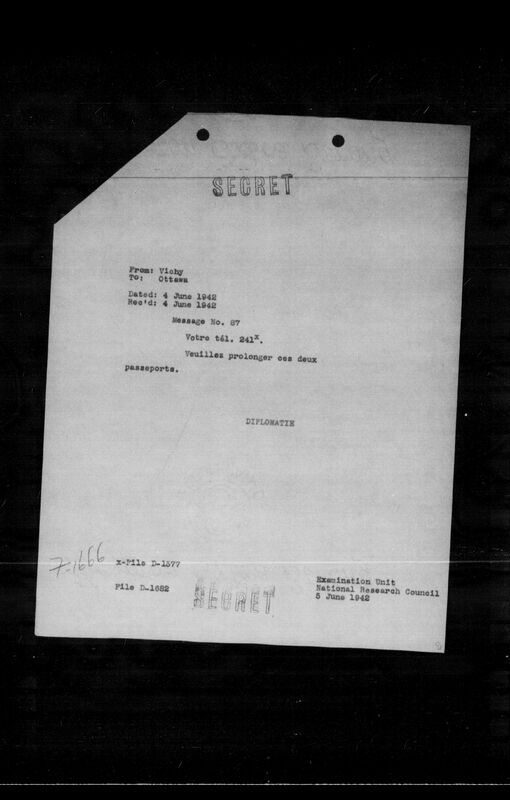 SECRET
From: Vichy
To: Ottawa
Dated: 4 June 1942
Rec'd: 4 June 1942
Message No. 87
Votre tél. 241x.
Veuillez prolonger ces deux
passeports.
DIPLOMATIE
F-1666
x-File D-1577
File D-1682
SECRET
Examination Unit
National Research Council
5 June 1942